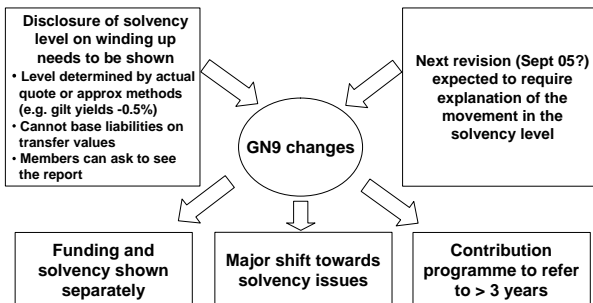 Disclosure of solvency
level on winding up
needs to be shown
• Level determined by actual
quote or approx methods
(e.g. gilt yields -0.5%)
• Cannot base liabilities on
transfer values
• Members can ask to see
the report
Next revision (Sept 05?)
expected to require
explanation of the
movement in the
solvency level
GN9 changes
Funding and
solvency shown
separately
Major shift towards
solvency issues
Contribution
programme to refer
to > 3 years